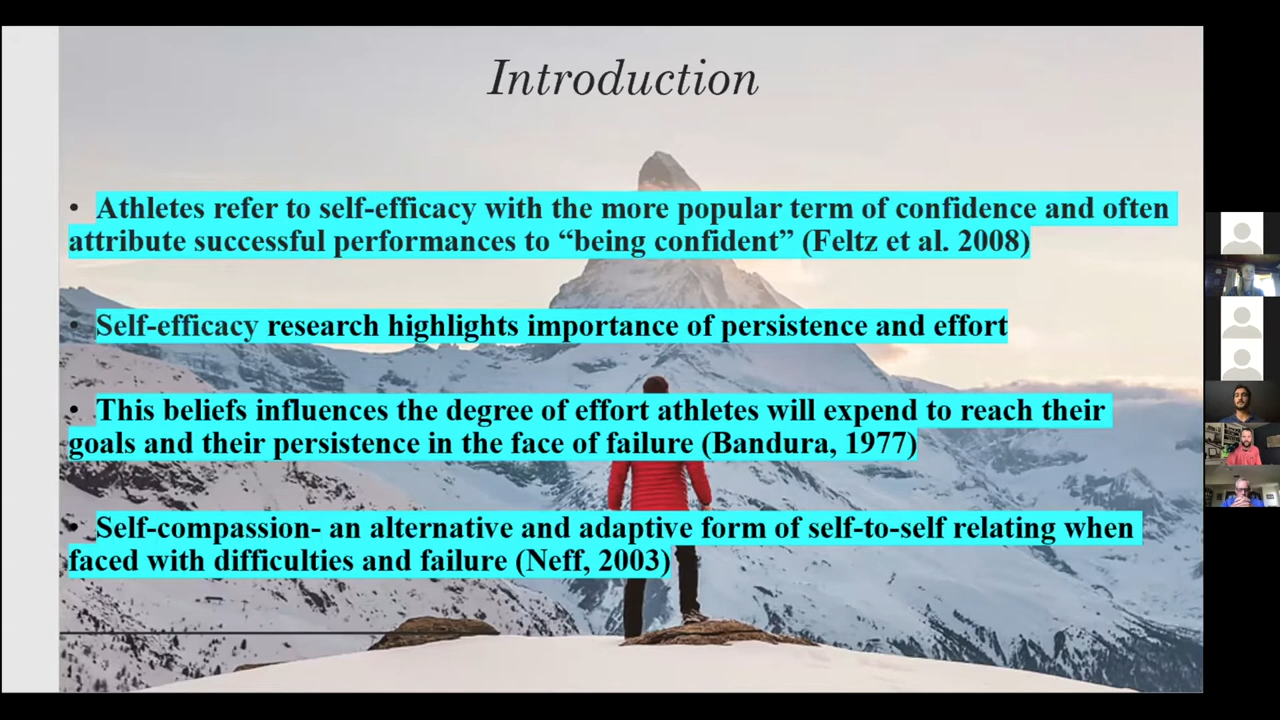 Introduction
• Athletes refer to self-efficacy with the more popular term of confidence and often
attribute successful performances to “being confident” (Feltz et al. 2008)
• Self-efficacy research highlights importance of persistence and effort
• This beliefs influences the degree of effort athletes will expend to reach their
goals and their persistence in the face of failure (Bandura, 1977)
• Self-compassion- an alternative and adaptive form of self-to-self relating when
faced with difficulties and failure (Neff, 2003)